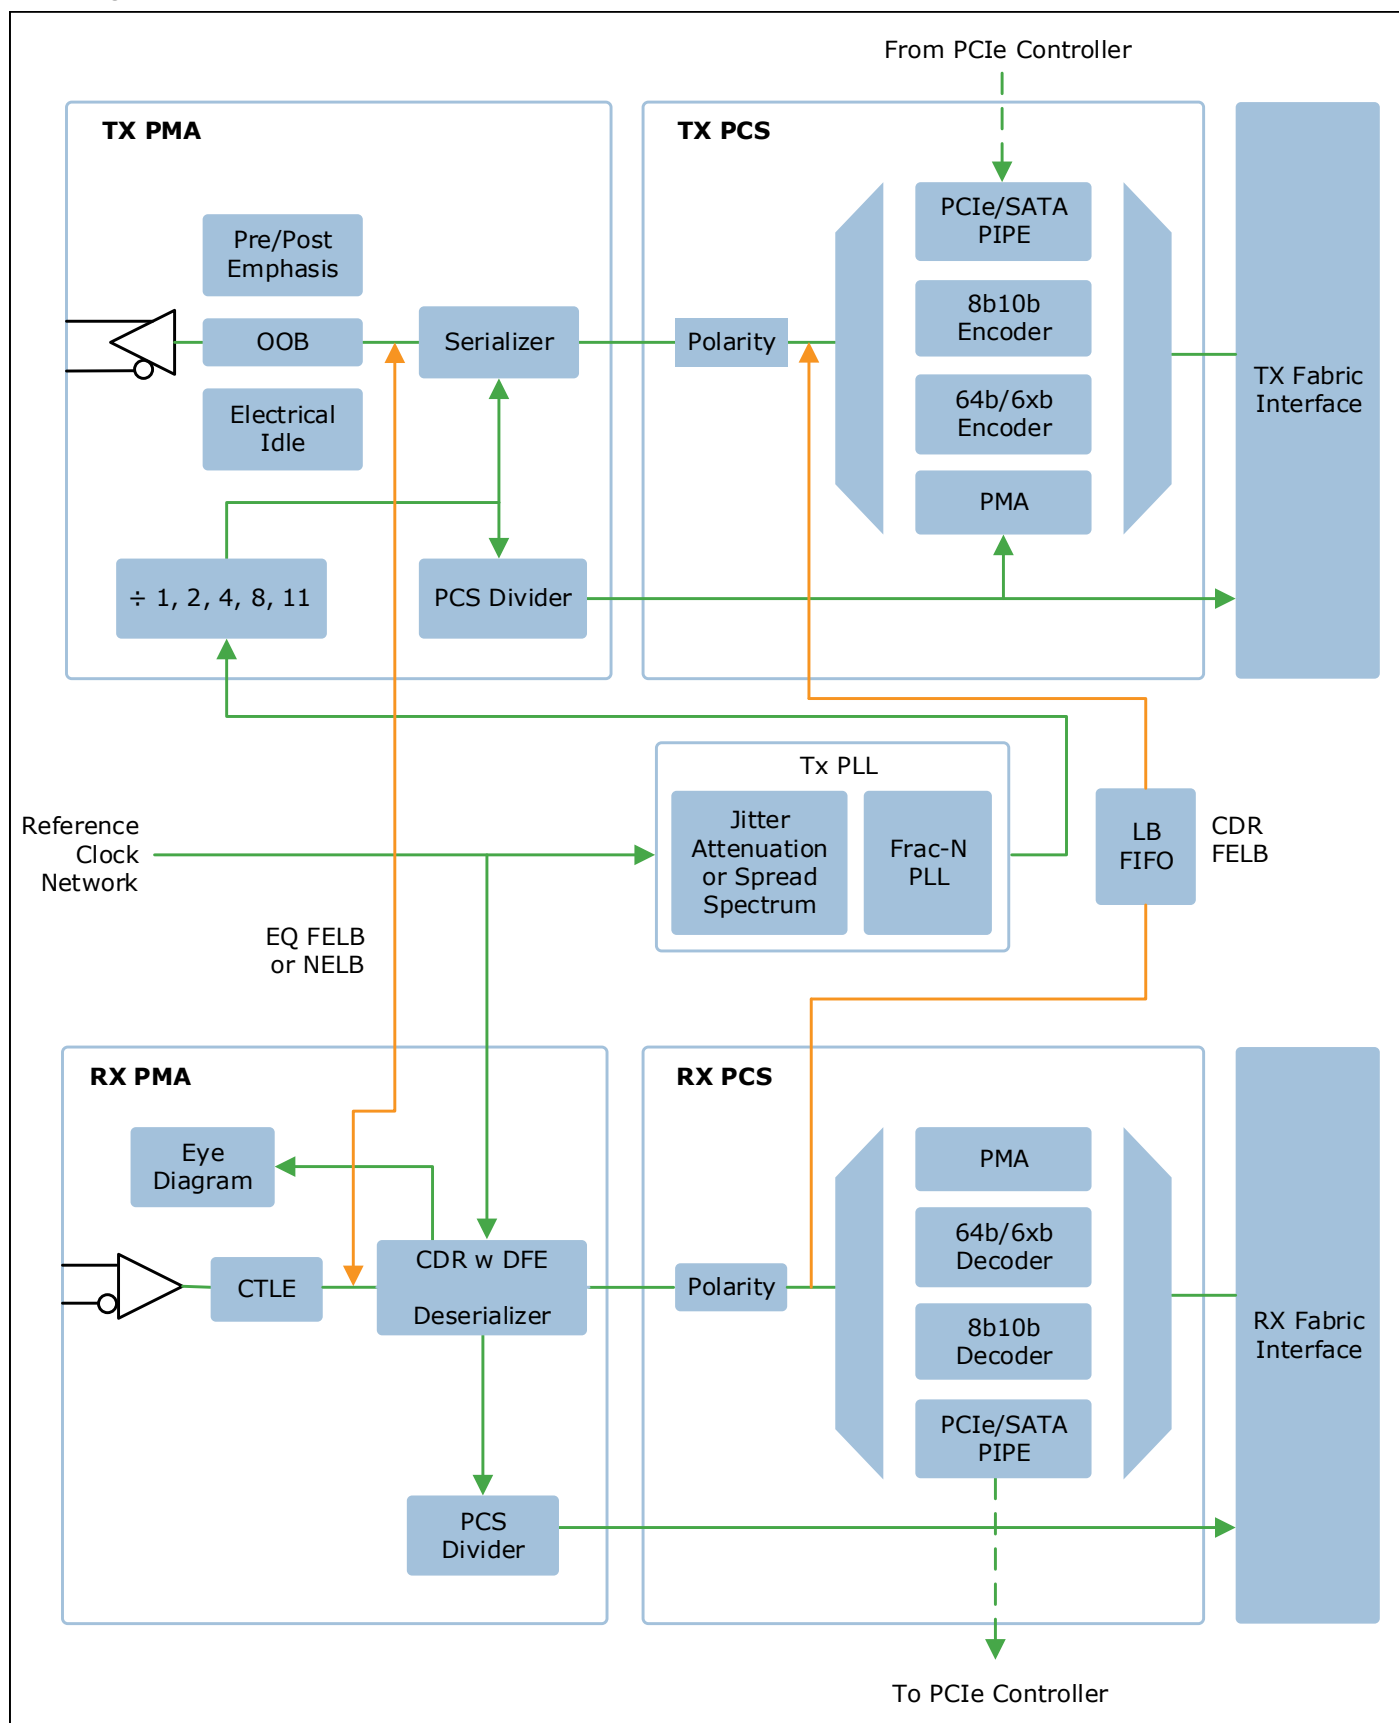 From PCIe Controller
TX PMA
Pre/Post
Emphasis
OOB
Electrical
Idle
Serializer
÷ 1, 2, 4, 8, 11
PCS Divider
TX PCS
Polarity
PCIe/SATA
PIPE
8b10b
Encoder
64b/6xb
Encoder
PMA
TX Fabric
Interface
Reference
Clock
Network
EQ FELB
or NELB
Tx PLL
Jitter
Attenuation
or Spread
Spectrum
Frac-N
PLL
LB
FIFO
CDR
FELB
RX PMA
Eye
Diagram
CTLE
CDR w DFE
Deserializer
PCS
Divider
RX PCS
Polarity
PMA
64b/6xb
Decoder
8b10b
Decoder
PCIe/SATA
PIPE
RX Fabric
Interface
To PCIe Controller